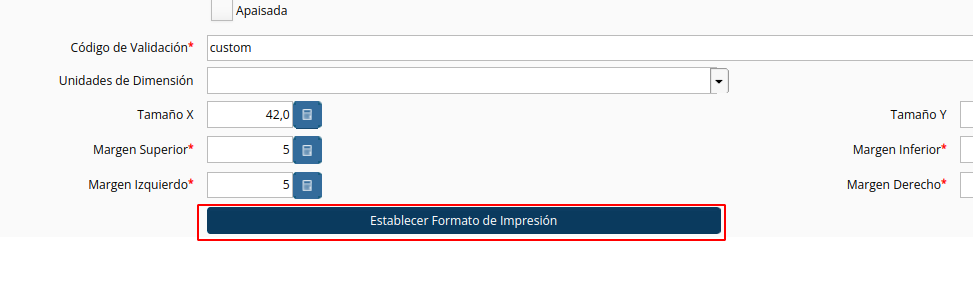 Apaisada
Código de Validación* custom
Unidades de Dimensión
Tamaño X 42,0 Tamaño Y
Margen Superior* 5 Margen Inferior*
Margen Izquierdo* 5 Margen Derecho*
Establecer Formato de Impresión